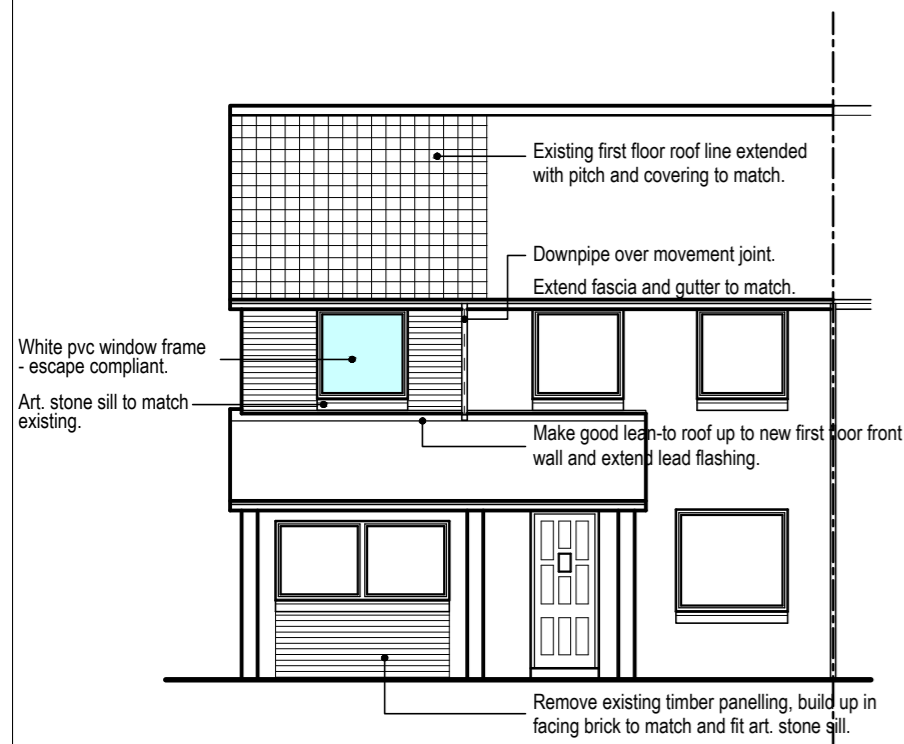 Existing first floor roof line extended
with pitch and covering to match.
Downpipe over movement joint.
Extend fascia and gutter to match.
White pvc window frame
- escape compliant.
Art. stone sill to match
existing.
Make good lean-to roof up to new first floor front
wall and extend lead flashing.
Remove existing timber panelling, build up in
facing brick to match and fit art. stone sill.